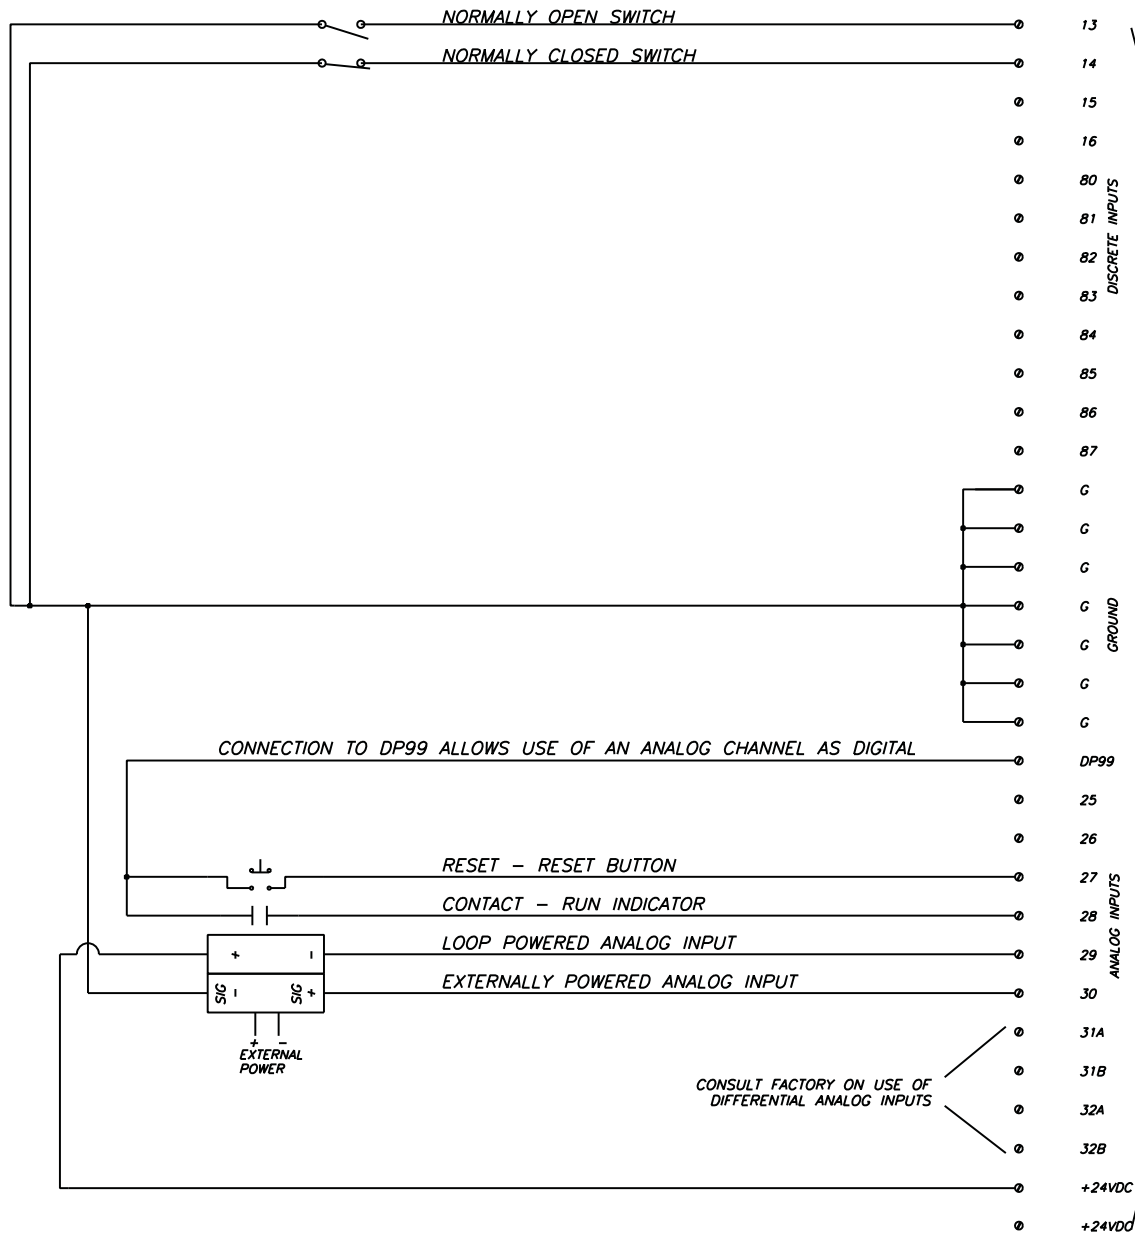 NORMALLY OPEN SWITCH
13
NORMALLY CLOSED SWITCH
14
15
16
80
81
82
83
84
85
86
87
DISCRETE INPUTS
G
G
G
G
G
G
G
GROUND
CONNECTION TO DP99 ALLOWS USE OF AN ANALOG CHANNEL AS DIGITAL
DP99
25
26
RESET – RESET BUTTON
27
CONTACT – RUN INDICATOR
28
LOOP POWERED ANALOG INPUT
+ –
29
EXTERNALLY POWERED ANALOG INPUT
SIG – SIG +
30
ANALOG INPUTS
+ –
EXTERNAL
POWER
31A
31B
CONSULT FACTORY ON USE OF
DIFFERENTIAL ANALOG INPUTS
32A
32B
+24VDC
+24VDC